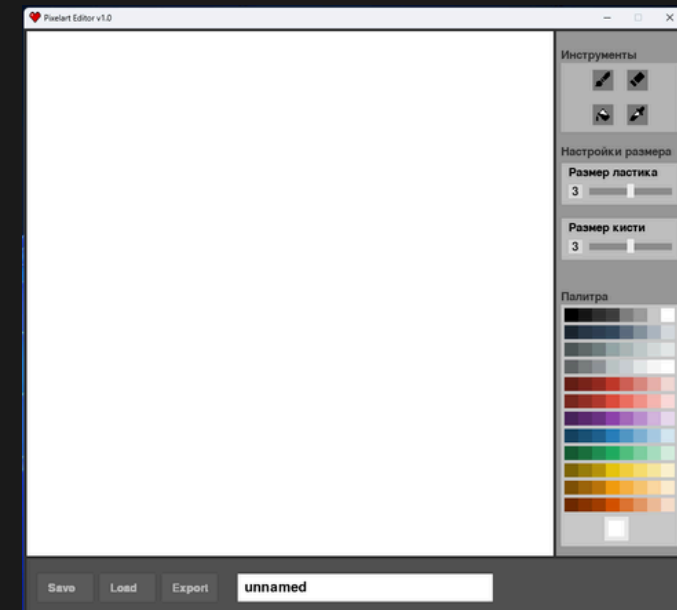 Pixelart Editor v1.0
Инструменты
Настройки размера
Размер ластика
3
Размер кисти
3
Палитра
Save Load Export unnamed